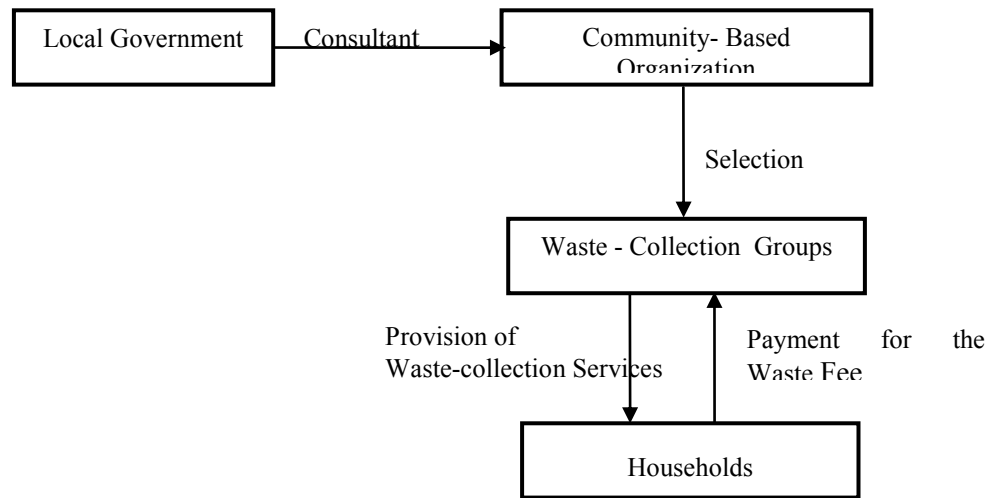 Local Government
Consultant
Community- Based
Organization
Selection
Waste - Collection Groups
Provision of
Waste-collection Services
Payment for the
Waste Fee
Households